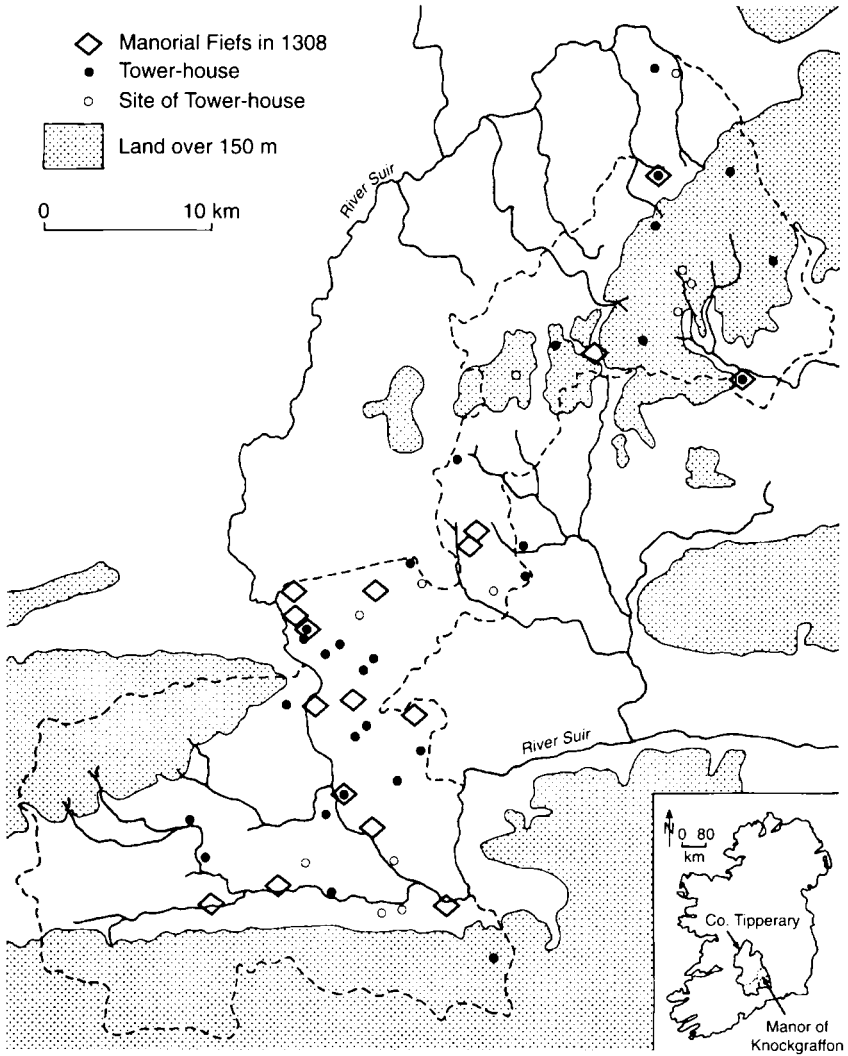 Manorial Fiefs in 1308
Tower-house
Site of Tower-house
Land over 150 m
0 10 km
River Suir
River Suir
N
0 80
km
Co. Tipperary
Manor of
Knockgraffon